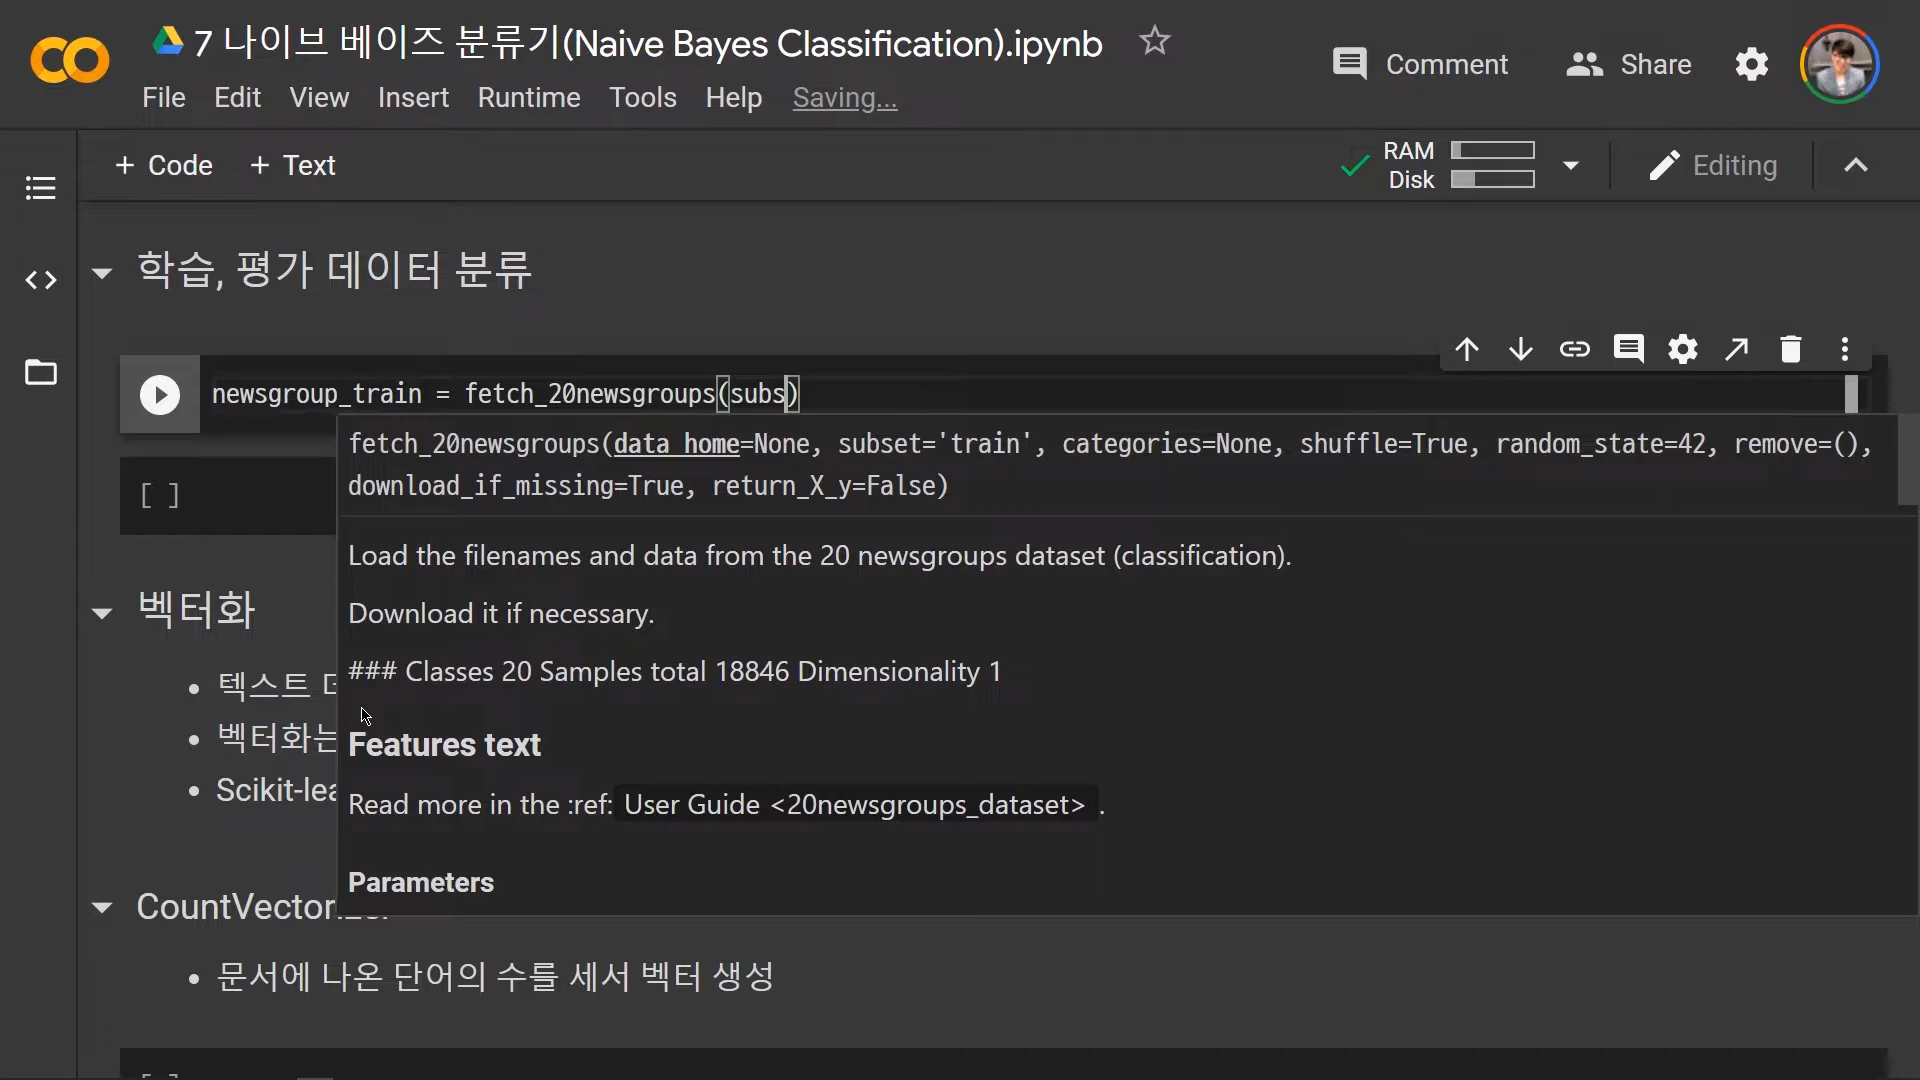 7 나이브 베이즈 분류기(Naive Bayes Classification).ipynb
Comment
Share
File Edit View Insert Runtime Tools Help Saving...
+ Code + Text
RAM
Disk
Editing
학습, 평가 데이터 분류
newsgroup_train = fetch_20newsgroups(subs)
fetch_20newsgroups(data_home=None, subset='train', categories=None, shuffle=True, random_state=42, remove=(),
download_if_missing=True, return_X_y=False)
[ ]
Load the filenames and data from the 20 newsgroups dataset (classification).
벡터화
Download it if necessary.
• 텍스트
### Classes 20 Samples total 18846 Dimensionality 1
• 벡터화는
Features text
• Scikit-lea
Read more in the :ref: User Guide <20newsgroups_dataset> .
Parameters
CountVectorizer
• 문서에 나온 단어의 수를 세서 벡터 생성